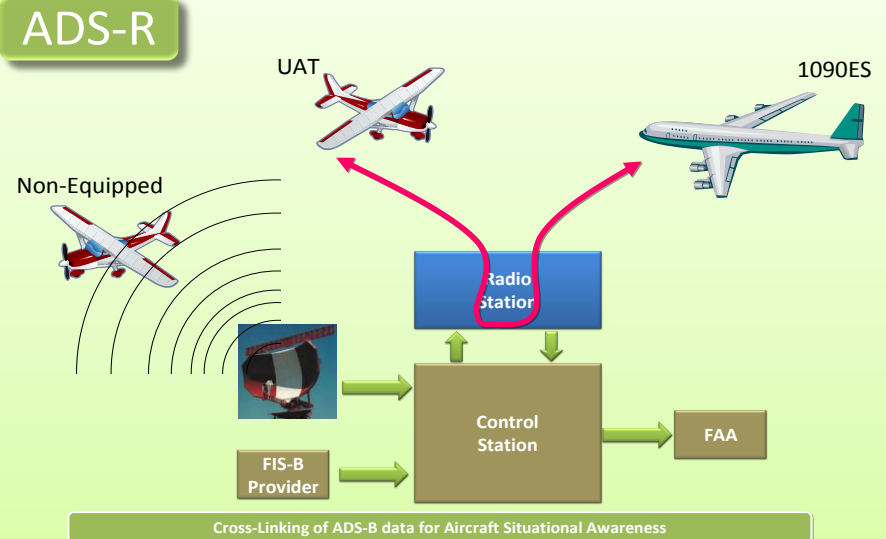 ADS-R
UAT
1090ES
Non-Equipped
Radio
Station
Control
Station
FAA
FIS-B
Provider
Cross-Linking of ADS-B data for Aircraft Situational Awareness